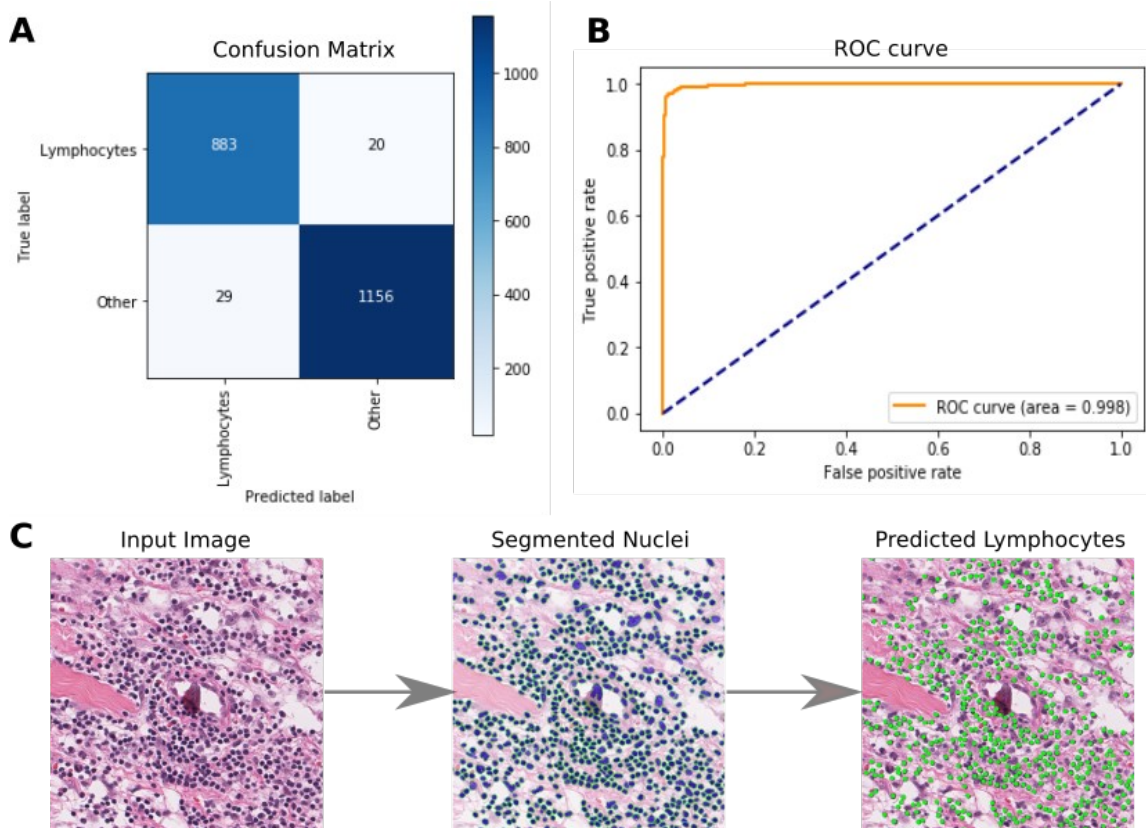 A
Confusion Matrix
Lymphocytes
Other
True label
883
20
29
1156
Lymphocytes
Other
Predicted label
1000
800
600
400
200
B
ROC curve
1.0
0.8
0.6
0.4
0.2
0.0
True positive rate
ROC curve (area = 0.998)
0.0 0.2 0.4 0.6 0.8 1.0
False positive rate
C
Input Image
Segmented Nuclei
Predicted Lymphocytes